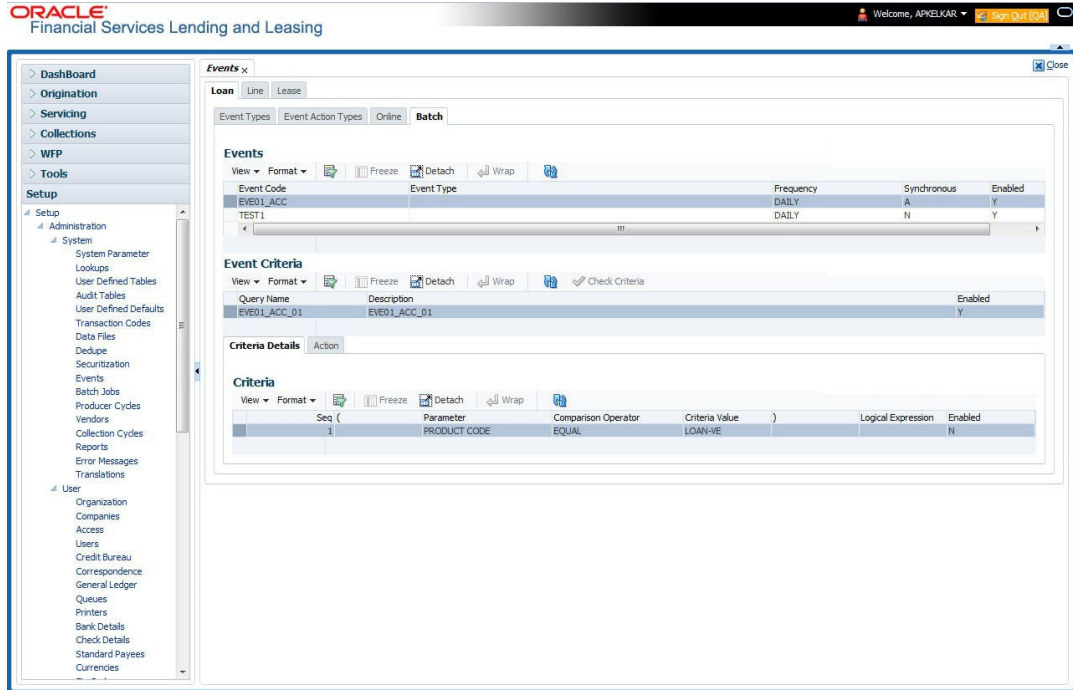 ORACLE
Financial Services Lending and Leasing
Welcome, APKELKAR
Sign Out [QA]
DashBoard
Origination
Servicing
Collections
WFP
Tools
Setup
Setup
Administration
System
System Parameter
Lookups
User Defined Tables
Audit Tables
User Defined Defaults
Transaction Codes
Data Files
Dedupe
Securitization
Events
Batch Jobs
Producer Cycles
Vendors
Collection Cycles
Reports
Error Messages
Translations
User
Organization
Companies
Access
Users
Credit Bureau
Correspondence
General Ledger
Queues
Printers
Bank Details
Check Details
Standard Payees
Currencies
Events x
Close
Loan Line Lease
Event Types Event Action Types Online Batch
Events
View Format Freeze Detach Wrap
Event Code Event Type Frequency Synchronous Enabled
EVE01_ACC DAILY A Y
TEST1 DAILY N Y
Event Criteria
View Format Freeze Detach Wrap Check Criteria
Query Name Description Enabled
EVE01_ACC_01 EVE01_ACC_01 Y
Criteria Details Action
Criteria
View Format Freeze Detach Wrap
Seq ( Parameter Comparison Operator Criteria Value ) Logical Expression Enabled
1 PRODUCT CODE EQUAL LOAN-VE N